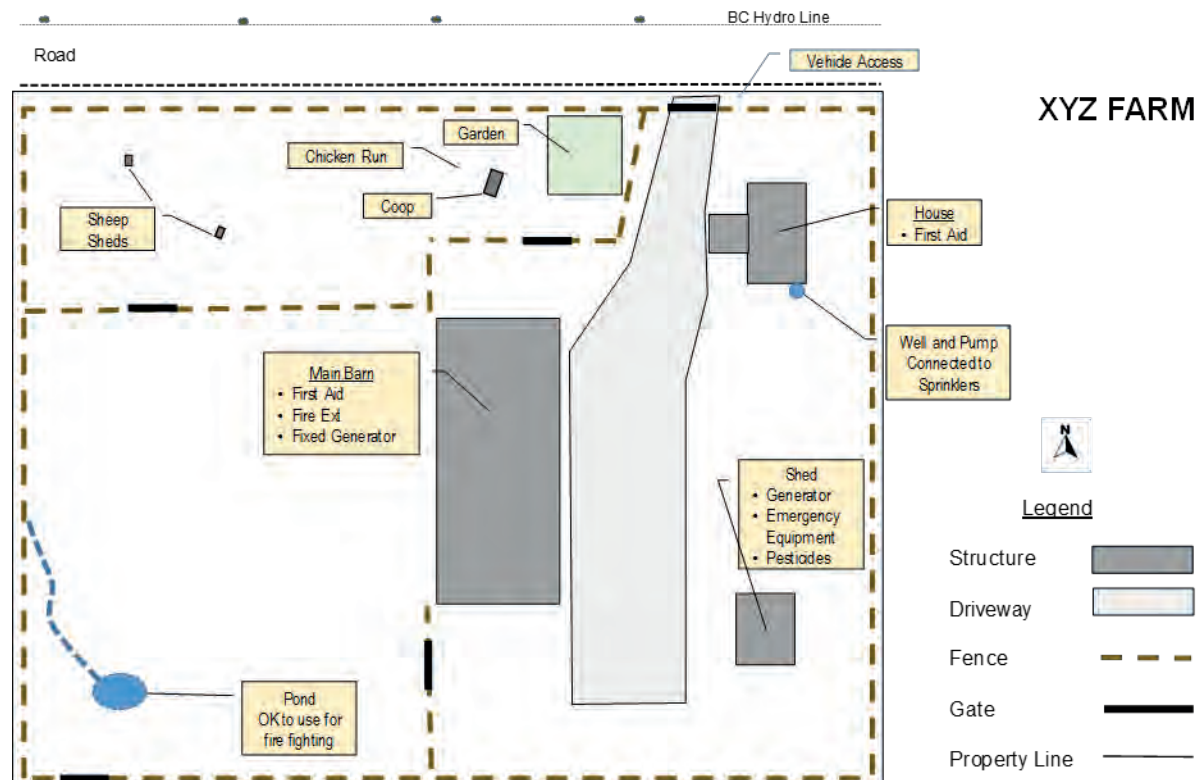 BC Hydro Line
Road
Vehicle Access
XYZ FARM
Garden
Chicken Run
Coop
Sheep
Sheds
House
• First Aid
Well and Pump
Connected to
Sprinklers
Main Barn
• First Aid
• Fire Ext
• Fixed Generator
Shed
• Generator
• Emergency
Equipment
• Pesticides
Pond
OK to use for
fire fighting
N
Legend
Structure
Driveway
Fence
Gate
Property Line